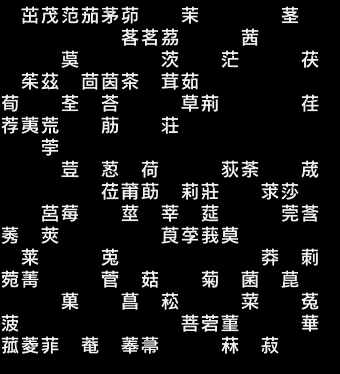 茁茂范茄茅茆 茉 茎
茖茗茘 茜
茣 茨 茫 茯
茱茲 茴茵茶 茸茹
荀 荃 荅 草荊 荏
荐荑荒 荕 荘
荢
荳 荵 荷 荻荼 荿
莅莆莇 莉莊 莍莎
莒莓 莖 莘 莚 莞莟
莠 莢 莨莩莪莫
莱 莵 莽 莿
菀菁 菅 菇 菊 菌 菎
菓 菖 菘 菜 菟
菠 菩菪菫 華
菰菱菲 菴 菶菷 菻 菽